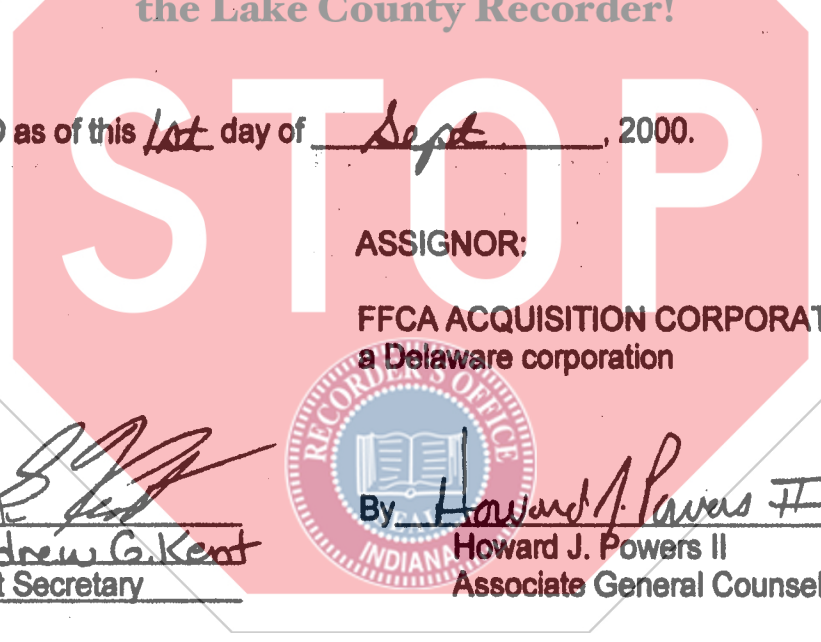 the Lake County Recorder!
STOP
as of this 1st day of Sept. , 2000.
ASSIGNOR:
FFCA ACQUISITION CORPORAT
a Delaware corporation
RECORDER'S OFFICE
By Howard J. Powers II
drew G. Kent
INDIANA
Howard J. Powers II
t Secretary
Associate General Counsel